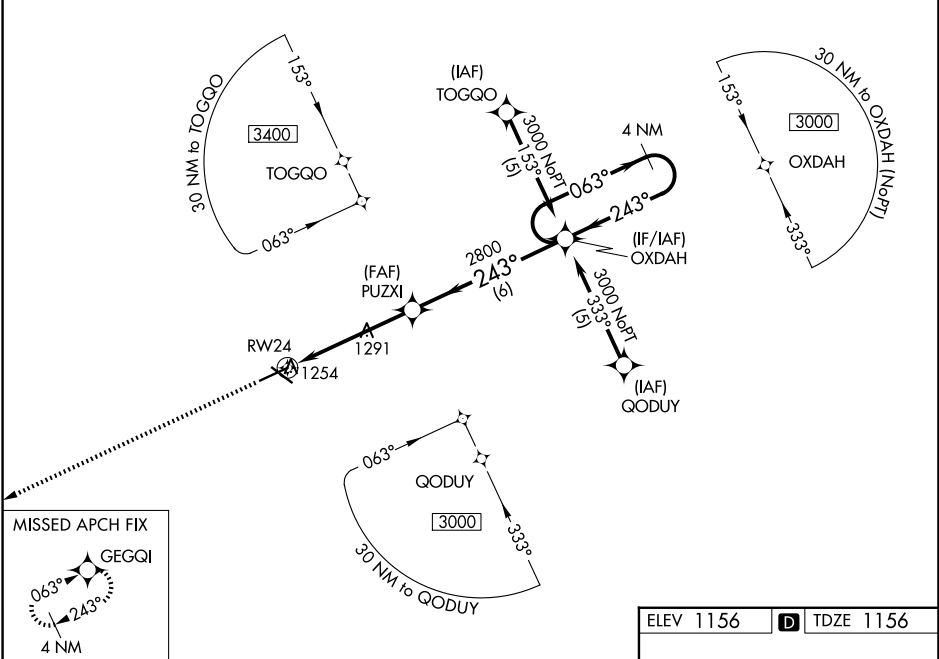 30 NM to TOGQO
153°
3400
TOGQO
063°
(IAF)
TOGQO
3000 NoPT
153°
(5)
4 NM
063°
243°
(IF/IAF)
OXDAH
30 NM to OXDAH (NoPT)
153°
3000
OXDAH
333°
2800
243°
(6)
(FAF)
PUZXI
1291
RW24
1254
3000 NoPT
333°
(5)
(IAF)
QODUY
063°
QODUY
3000
333°
30 NM to QODUY
MISSED APCH FIX
GEGQI
063°
243°
4 NM
ELEV 1156 D TDZE 1156